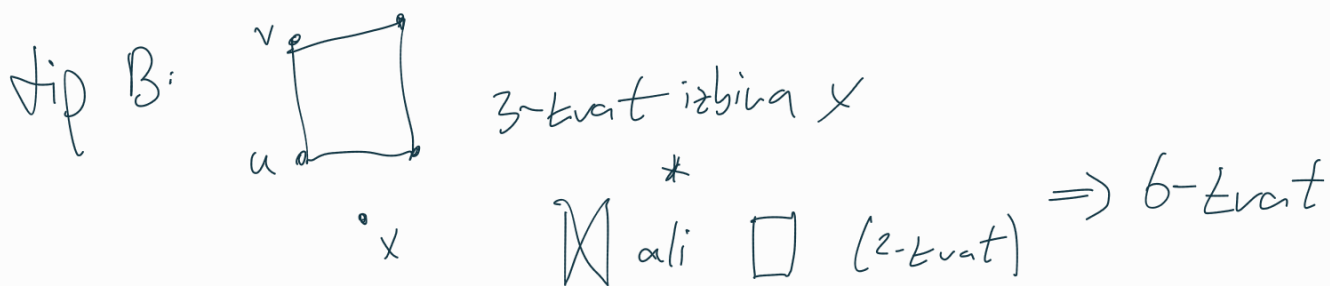 tip B:
v
u
x
3-krat izbira x
*
ali (2-krat) ⇒ 6-krat